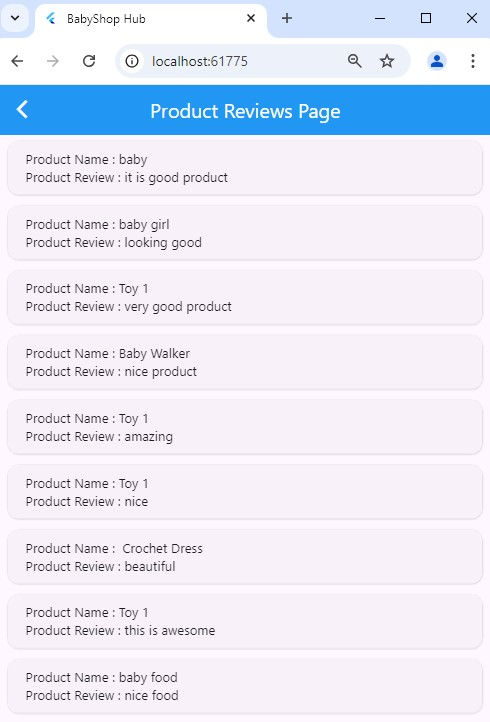 BabyShop Hub
localhost:61775
Product Reviews Page
Product Name : baby
Product Review : it is good product
Product Name : baby girl
Product Review : looking good
Product Name : Toy 1
Product Review : very good product
Product Name : Baby Walker
Product Review : nice product
Product Name : Toy 1
Product Review : amazing
Product Name : Toy 1
Product Review : nice
Product Name :  Crochet Dress
Product Review : beautiful
Product Name : Toy 1
Product Review : this is awesome
Product Name : baby food
Product Review : nice food